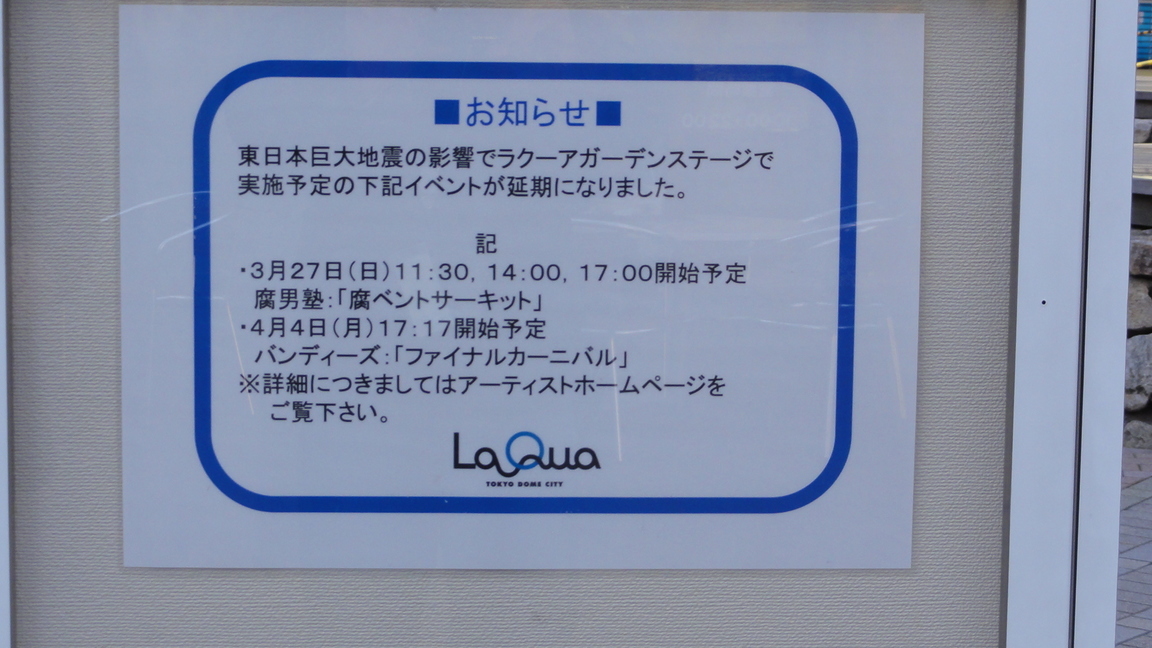 ■お知らせ■
東日本巨大地震の影響でラクーアガーデンステージで
実施予定の下記イベントが延期になりました。
記
・3月27日(日)11:30, 14:00, 17:00開始予定
腐男塾:「腐ベントサーキット」
・4月4日(月)17:17開始予定
バンディーズ:「ファイナルカーニバル」
※詳細につきましてはアーティストホームページを
ご覧下さい。
LaQua
TOKYO DOME CITY